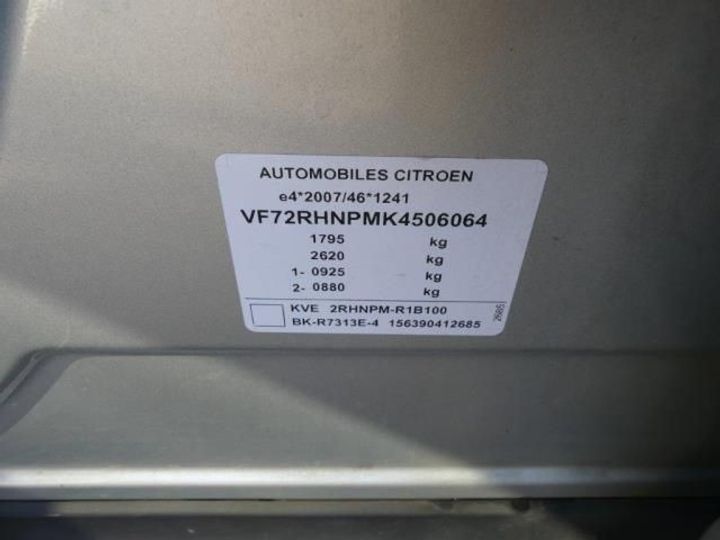 AUTOMOBILES CITROEN
e4*2007/46*1241
VF72RHNPMK4506064
1795 kg
2620 kg
1- 0925 kg
2- 0880 kg
KVE 2RHNPM-R1B100
BK-R7313E-4 156390412685
2685